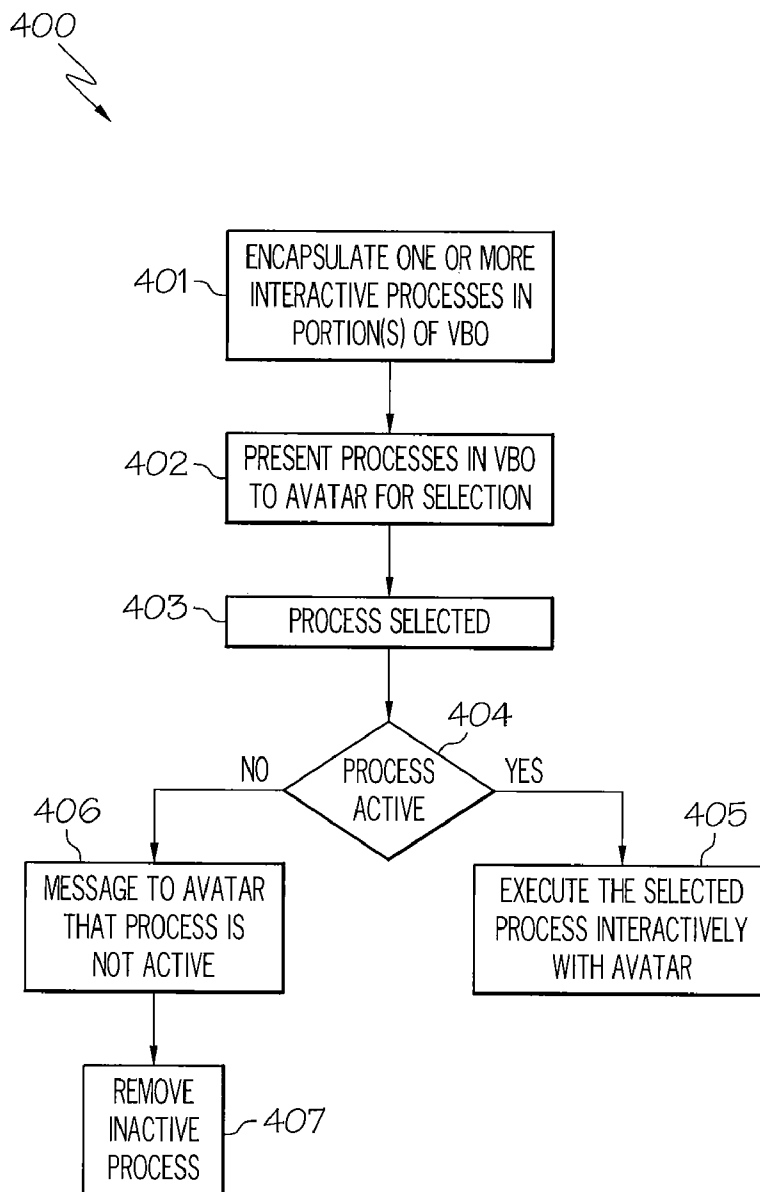 400
401
ENCAPSULATE ONE OR MORE
INTERACTIVE PROCESSES IN
PORTION(S) OF VBO
402
PRESENT PROCESSES IN VBO
TO AVATAR FOR SELECTION
403
PROCESS SELECTED
404
PROCESS
ACTIVE
NO
YES
406
MESSAGE TO AVATAR
THAT PROCESS IS
NOT ACTIVE
405
EXECUTE THE SELECTED
PROCESS INTERACTIVELY
WITH AVATAR
REMOVE
INACTIVE
PROCESS
407